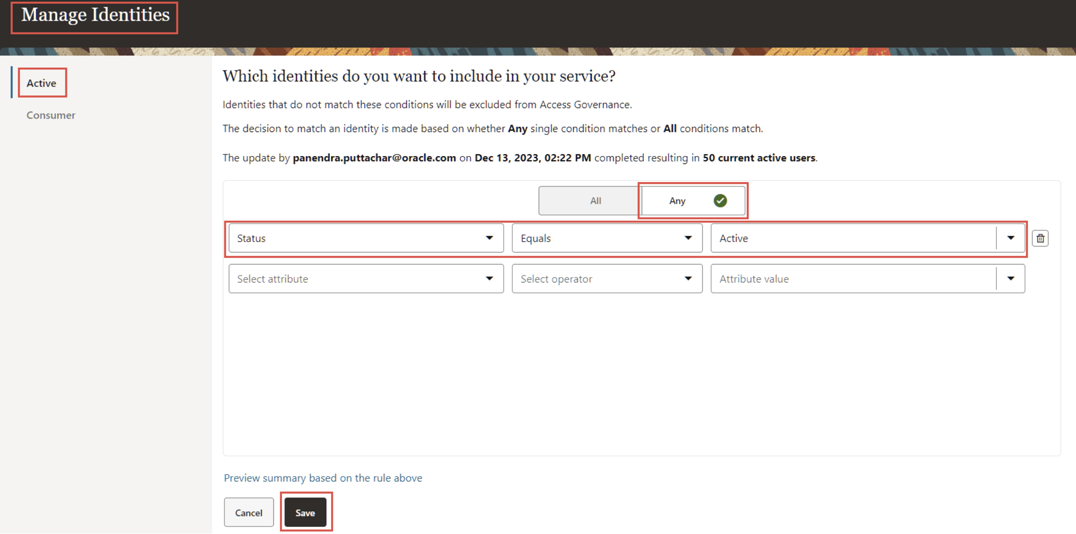 Manage Identities
Active
Consumer
Which identities do you want to include in your service?
Identities that do not match these conditions will be excluded from Access Governance.
The decision to match an identity is made based on whether Any single condition matches or All conditions match.
The update by panendra.puttachar@oracle.com on Dec 13, 2023, 02:22 PM completed resulting in 50 current active users.
All Any
Status Equals Active
Select attribute Select operator Attribute value
Preview summary based on the rule above
Cancel Save